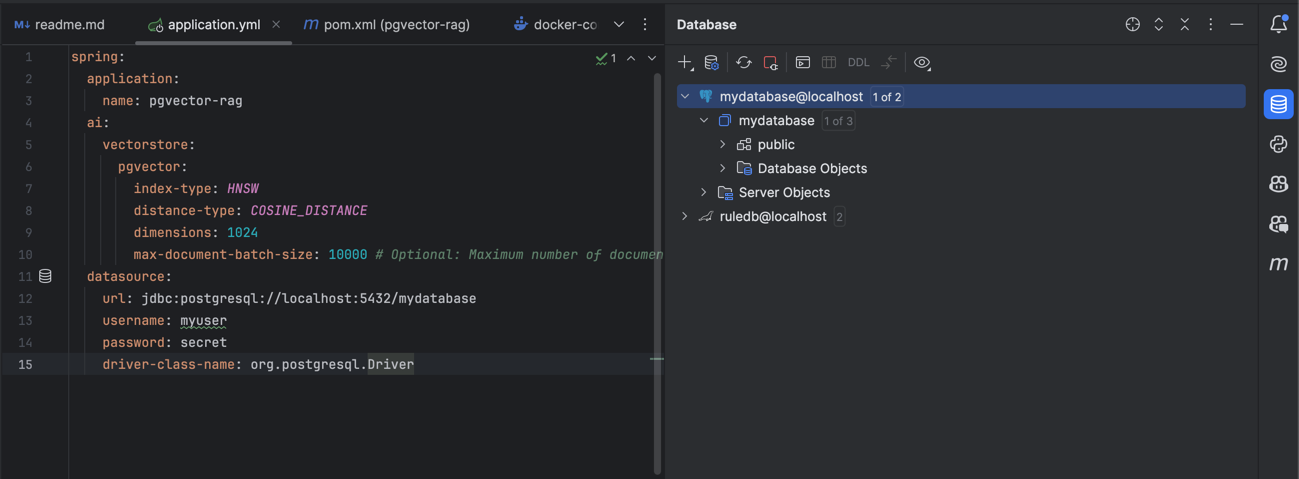 readme.md
application.yml
pom.xml (pgvector-rag)
docker-co
Database
1 spring:
1
2 application:
3 name: pgvector-rag
4 ai:
5 vectorstore:
6 pgvector:
7 index-type: HNSW
8 distance-type: COSINE_DISTANCE
9 dimensions: 1024
10 max-document-batch-size: 10000 # Optional: Maximum number of documen
11 datasource:
12 url: jdbc:postgresql://localhost:5432/mydatabase
13 username: myuser
14 password: secret
15 driver-class-name: org.postgresql.Driver
DDL
mydatabase@localhost 1 of 2
mydatabase 1 of 3
public
Database Objects
Server Objects
ruledb@localhost 2